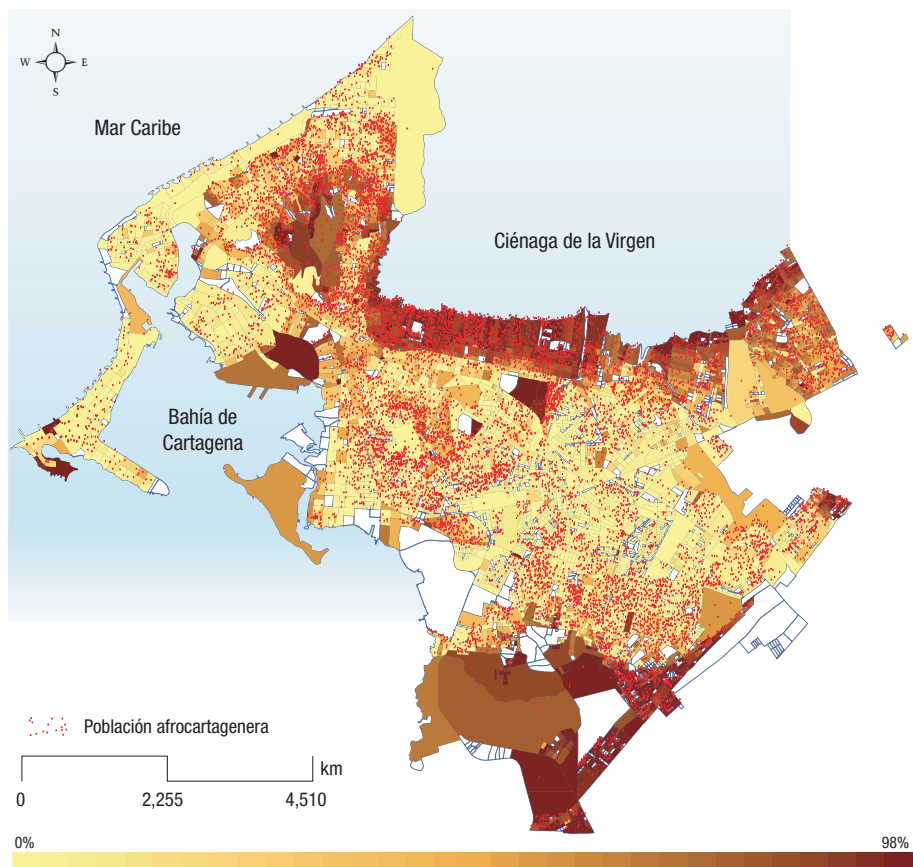 N
W E
S
Mar Caribe
Ciénaga de la Virgen
Bahía de
Cartagena
Población afrocartagenera
km
0 2,255 4,510
0% 98%